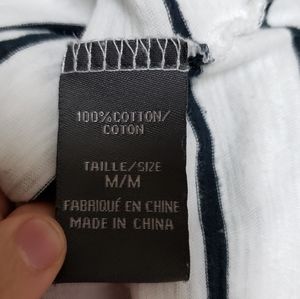 100%COTTON/
COTON
TAILLE/SIZE
M/M
FABRIQUÉ EN CHINE
MADE IN CHINA